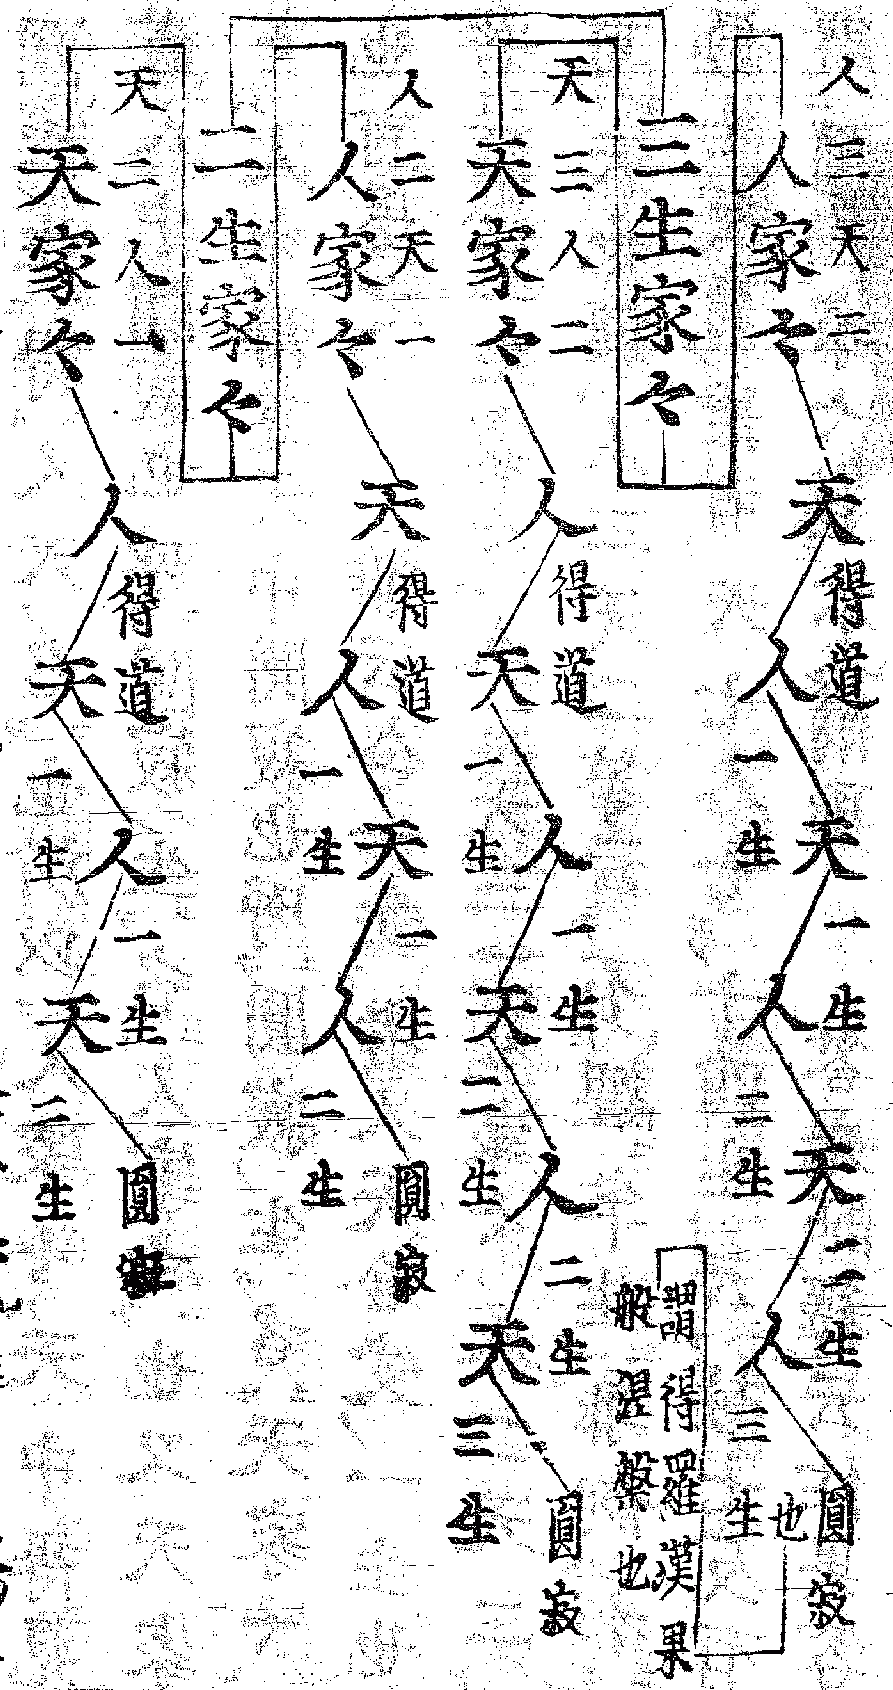 人三天二
人家々
天
得道
人
一生
天
一生
人
二生
天
二生
人
三生
圓寂
也
謂得羅漢果
般涅槃也
三生家々
天三人二
天家々
人
得道
天
一生
人
一生
天
二生
人
二生
天
三生
圓寂
人二天一
人家々
天
得道
人
一生
天
一生
人
二生
圓寂
二生家々
天二人一
天家々
人
得道
天
一生
人
一生
天
二生
圓寂